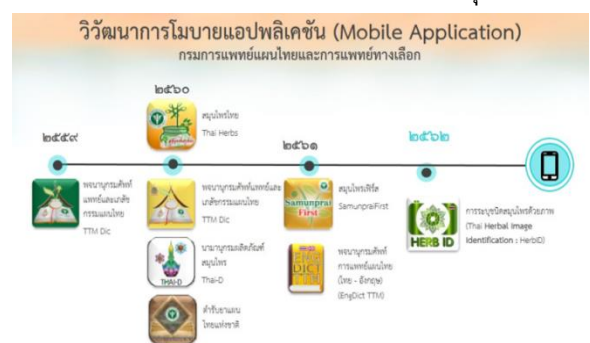 วิวัฒนาการโมบายแอปพลิเคชัน (Mobile Application)
กรมการแพทย์แผนไทยและการแพทย์ทางเลือก
๒๕๕๙
พจนานุกรมศัพท์
แพทย์และเภสัช
กรรมแผนไทย
TTM Dic
๒๕๖๐
สมุนไพรไทย
Thai Herbs
พจนานุกรมศัพท์แพทย์และ
เภสัชกรรมแผนไทย
TTM Dic
THAI-D
นามานุกรมผลิตภัณฑ์
สมุนไพร
Thai-D
ตำรับยาแผน
ไทยแห่งชาติ
๒๕๖๑
Samunprai
First
สมุนไพรเฟิร์ส
SamunpraiFirst
ENG
DICT
TTM
พจนานุกรมศัพท์
การแพทย์แผนไทย
(ไทย - อังกฤษ)
(EngDict TTM)
๒๕๖๒
HERB ID
การระบุชนิดสมุนไพรด้วยภาพ
(Thai Herbal Image
Identification : HerbID)